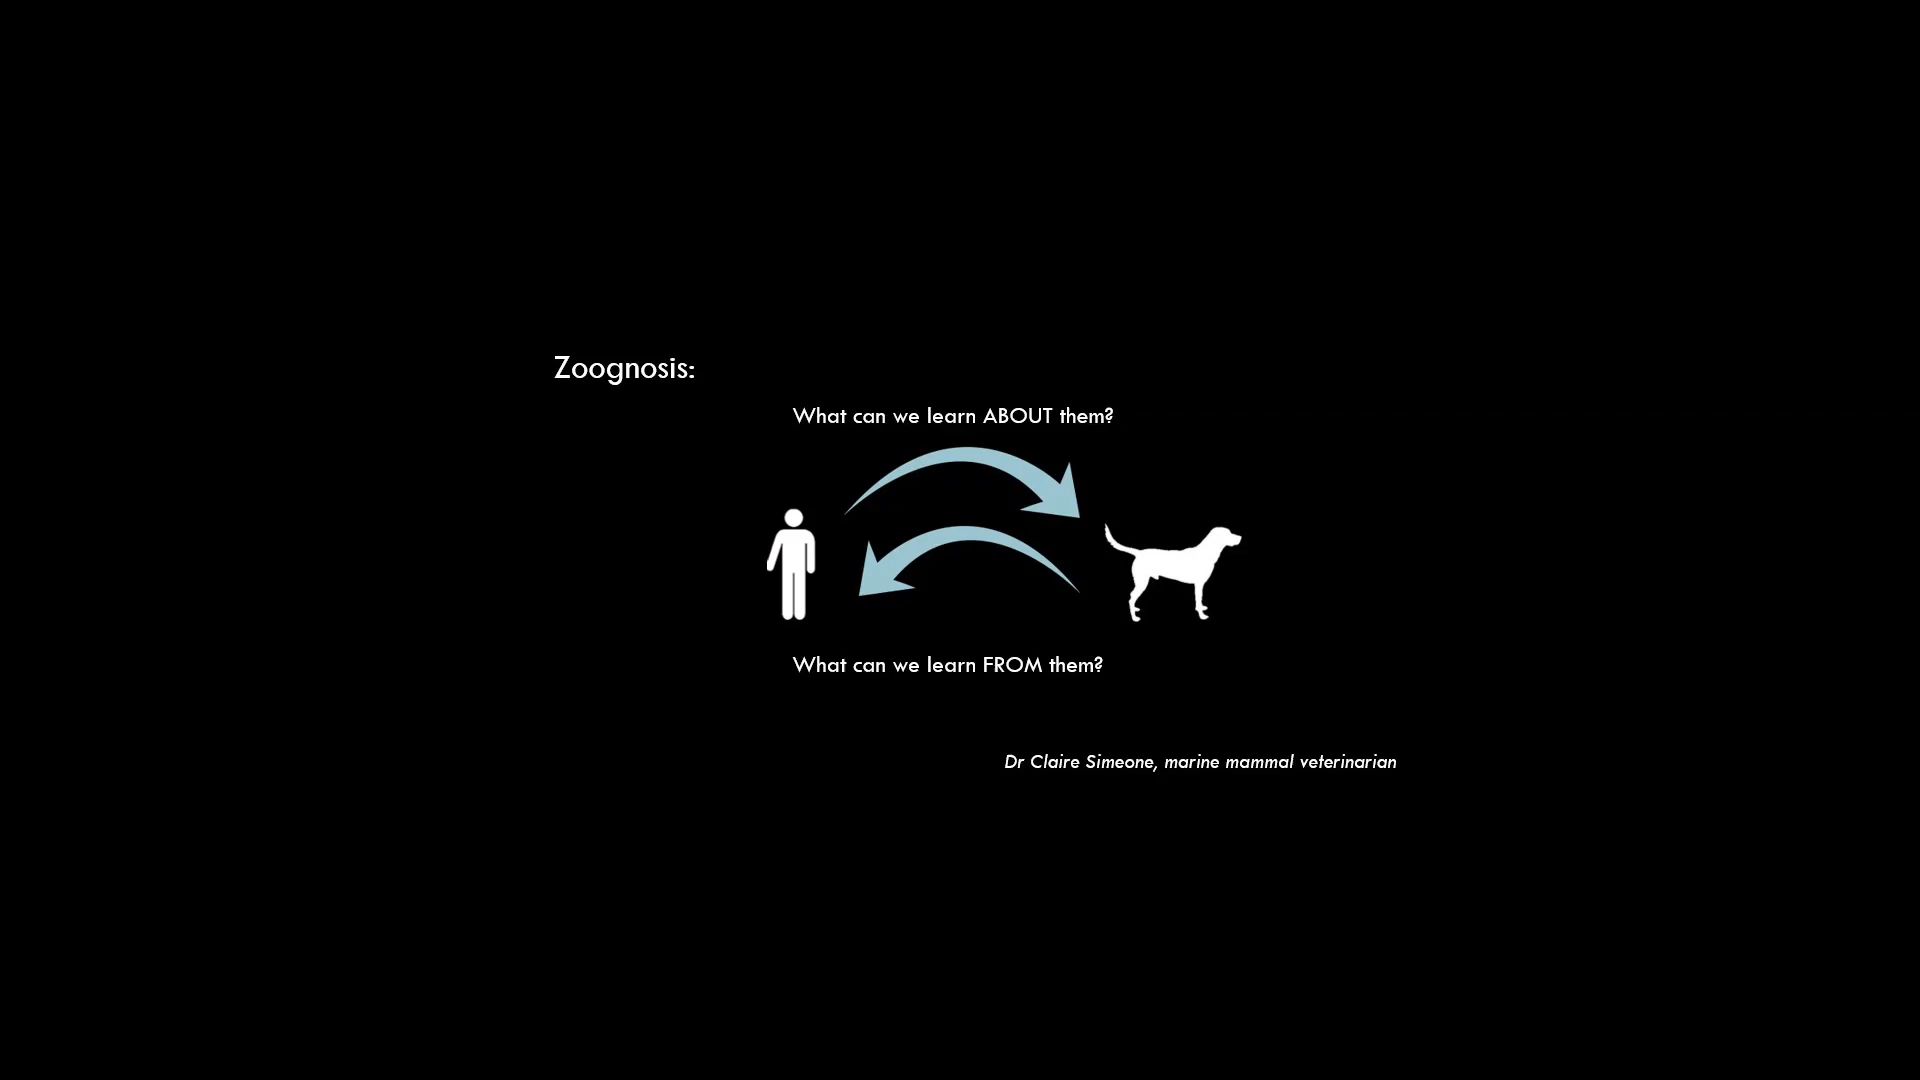 Zoognosis:
What can we learn ABOUT them?
What can we learn FROM them?
Dr Claire Simeone, marine mammal veterinarian